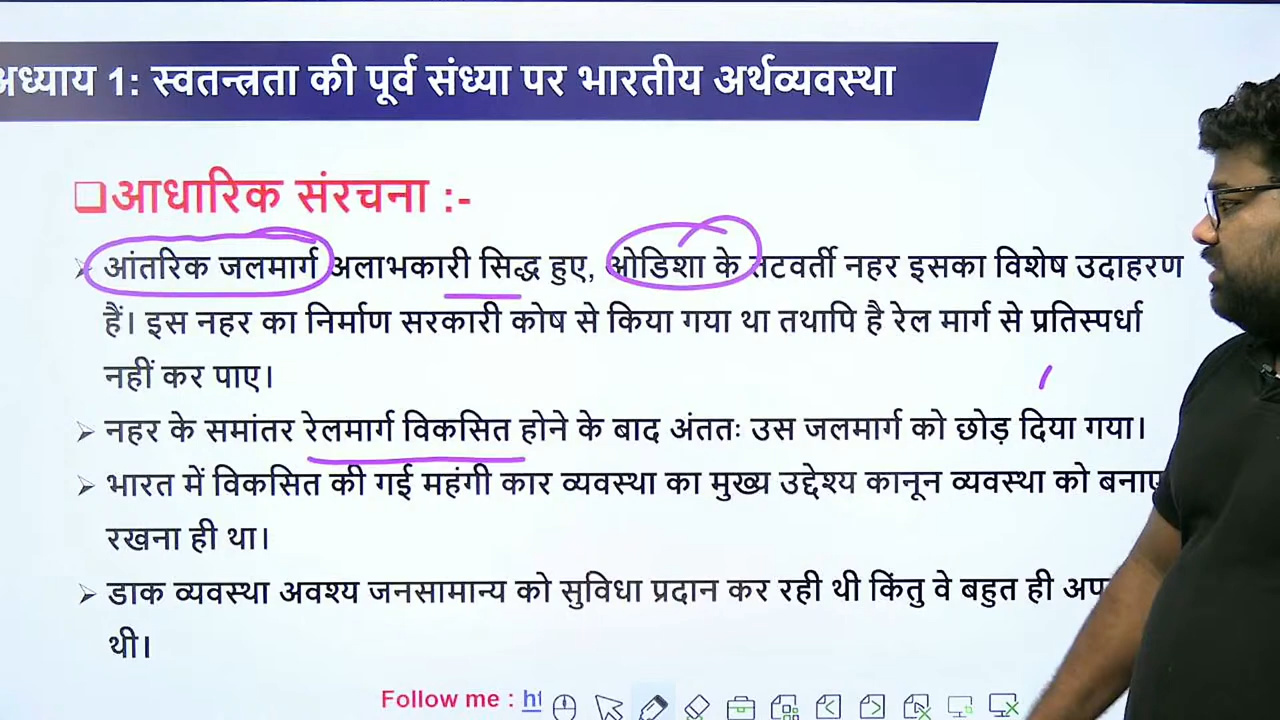 अध्याय 1: स्वतन्त्रता की पूर्व संध्या पर भारतीय अर्थव्यवस्था
आधारिक संरचना :-
आंतरिक जलमार्ग अलाभकारी सिद्ध हुए, ओडिशा के तटवर्ती नहर इसका विशेष उदाहरण
हैं। इस नहर का निर्माण सरकारी कोष से किया गया था तथापि है रेल मार्ग से प्रतिस्पर्धा
नहीं कर पाए।
नहर के समांतर रेलमार्ग विकसित होने के बाद अंततः उस जलमार्ग को छोड़ दिया गया।
भारत में विकसित की गई महंगी कार व्यवस्था का मुख्य उद्देश्य कानून व्यवस्था को बनाए
रखना ही था।
डाक व्यवस्था अवश्य जनसामान्य को सुविधा प्रदान कर रही थी किंतु वे बहुत ही
थी।
Follow me :